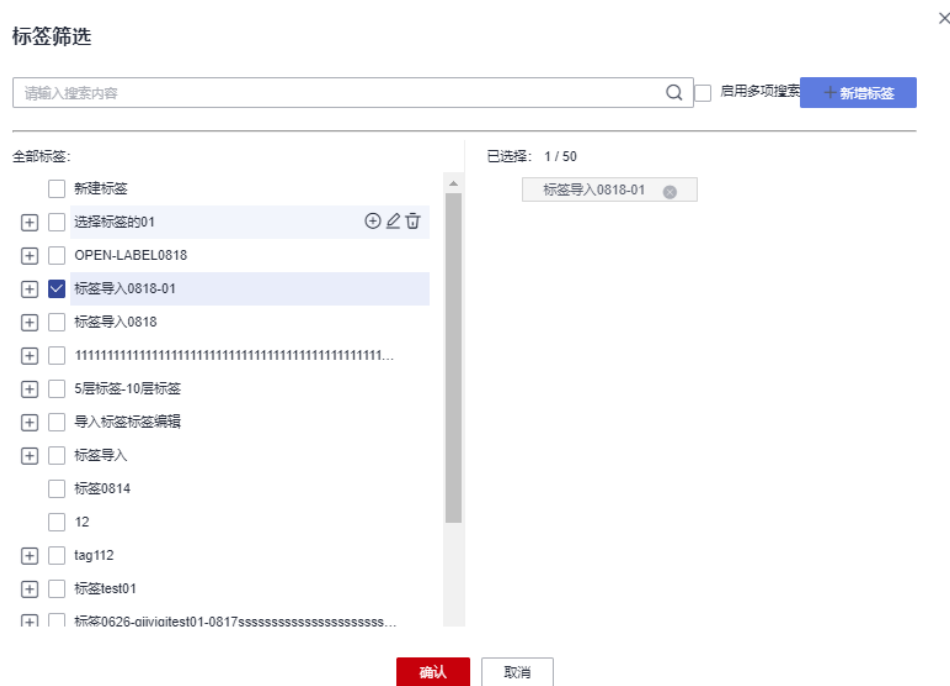 标签筛选
请输入搜索内容
启用多项搜索
新增标签
全部标签:
已选择: 1 / 50
新建标签
标签导入0818-01
选择标签的01
OPEN-LABEL0818
标签导入0818-01
标签导入0818
5层标签-10层标签
导入标签标签编辑
标签导入
标签0814
12
tag112
标签test01
确认
取消